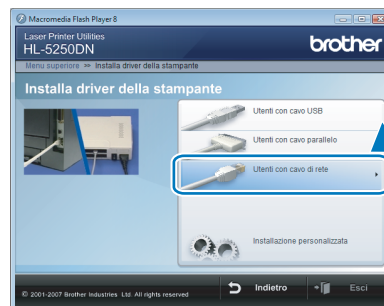 Macromedia Flash Player 8
Laser Printer Utilities
HL-5250DN
brother
Menu superiore >> Installa driver della stampante
Installa driver della stampante
Utenti con cavo USB
Utenti con cavo parallelo
Utenti con cavo di rete
Installazione personalizzata
© 2001-2007 Brother Industries Ltd. All rights reserved
Indietro
Esci